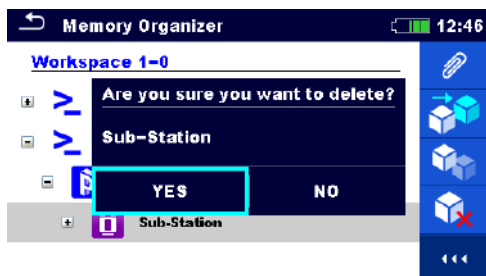 Memory Organizer
12:46
Workspace 1-0
Are you sure you want to delete?
Sub-Station
YES
NO
Sub-Station